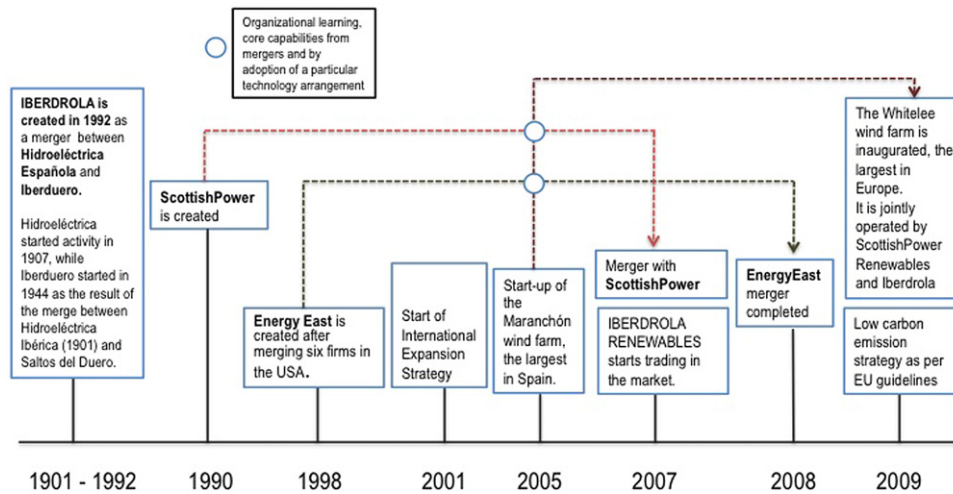 Organizational learning,
core capabilities from
mergers and by
adoption of a particular
technology arrangement
IBERDROLA is
created in 1992 as
a merger between
Hidroeléctrica
Española and
Iberduero.
Hidroeléctrica
started activity in
1907, while
Iberduero started in
1944 as the result of
the merge between
Hidroeléctrica
Ibérica (1901) and
Saltos del Duero.
ScottishPower
is created
Energy East is
created after
merging six firms in
the USA.
Start of
International
Expansion
Strategy
Start-up of
the
Maranchón
wind farm,
the largest
in Spain.
Merger with
ScottishPower
IBERDROLA
RENEWABLES
starts trading in
the market.
EnergyEast
merger
completed
The Whitelee
wind farm is
inaugurated, the
largest in
Europe.
It is jointly
operated by
ScottishPower
Renewables
and Iberdrola
Low carbon
emission
strategy as per
EU guidelines
1901 - 1992
1990
1998
2001
2005
2007
2008
2009